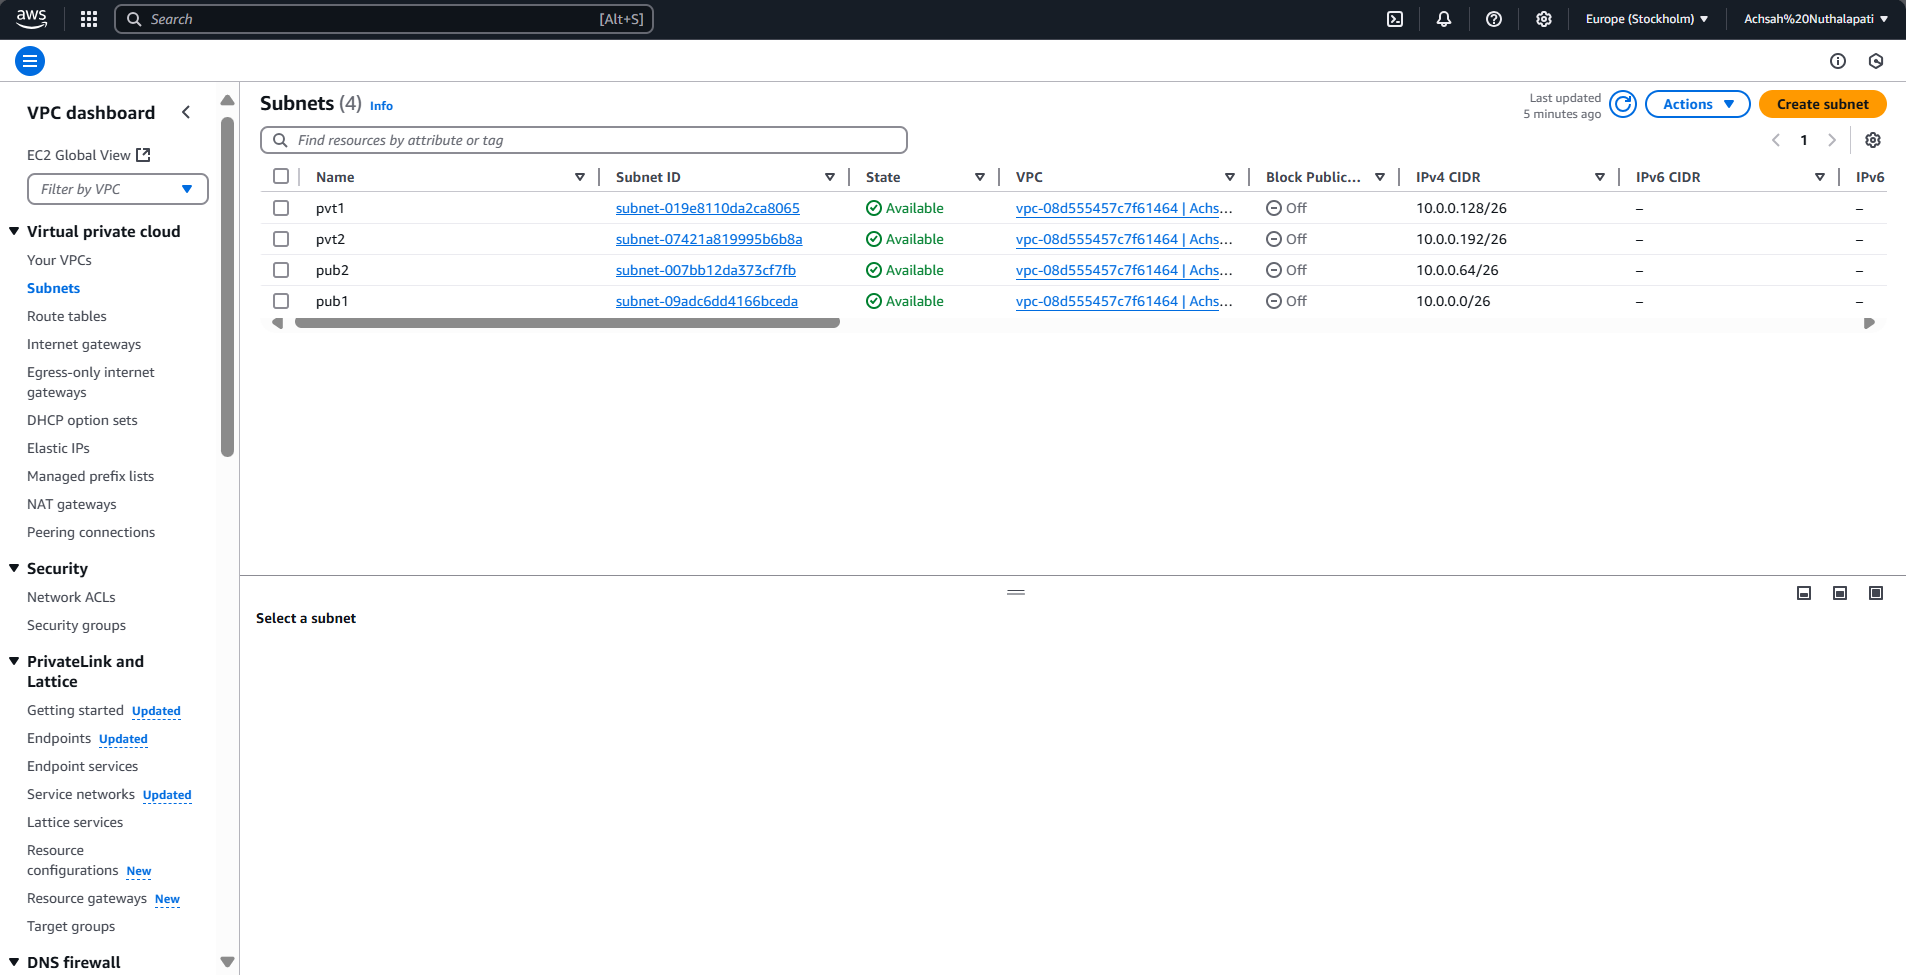 aws
Search [Alt+S]
Europe (Stockholm)
Achsah%20Nuthalapati
VPC dashboard
EC2 Global View
Filter by VPC
Virtual private cloud
Your VPCs
Subnets
Route tables
Internet gateways
Egress-only internet
gateways
DHCP option sets
Elastic IPs
Managed prefix lists
NAT gateways
Peering connections
Security
Network ACLs
Security groups
PrivateLink and
Lattice
Getting started Updated
Endpoints Updated
Endpoint services
Service networks Updated
Lattice services
Resource
configurations New
Resource gateways New
Target groups
DNS firewall
Subnets (4) Info
Last updated
5 minutes ago
Actions
Create subnet
Find resources by attribute or tag
1
Name Subnet ID State VPC Block Public... IPv4 CIDR IPv6 CIDR IPv6
pvt1 subnet-019e8110da2ca8065 Available vpc-08d555457c7f61464 | Achs... Off 10.0.0.128/26 – –
pvt2 subnet-07421a819995b6b8a Available vpc-08d555457c7f61464 | Achs... Off 10.0.0.192/26 – –
pub2 subnet-007bb12da373cf7fb Available vpc-08d555457c7f61464 | Achs... Off 10.0.0.64/26 – –
pub1 subnet-09adc6dd4166bceda Available vpc-08d555457c7f61464 | Achs... Off 10.0.0.0/26 – –
Select a subnet